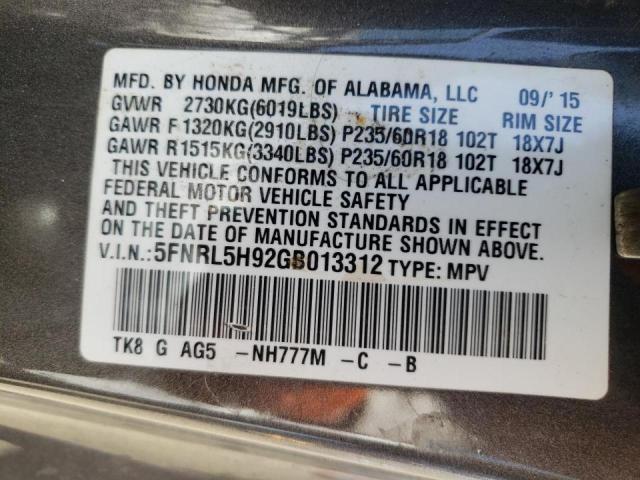 MFD. BY HONDA MFG. OF ALABAMA, LLC 09/' 15
GVWR 2730KG(6019LBS) TIRE SIZE RIM SIZE
GAWR F1320KG(2910LBS) P235/60R18 102T 18X7J
GAWR R1515KG(3340LBS) P235/60R18 102T 18X7J
THIS VEHICLE CONFORMS TO ALL APPLICABLE
FEDERAL MOTOR VEHICLE SAFETY
AND THEFT PREVENTION STANDARDS IN EFFECT
ON THE DATE OF MANUFACTURE SHOWN ABOVE.
V.I.N.:5FNRL5H92GB013312 TYPE: MPV
TK8 G AG5 -NH777M -C -B